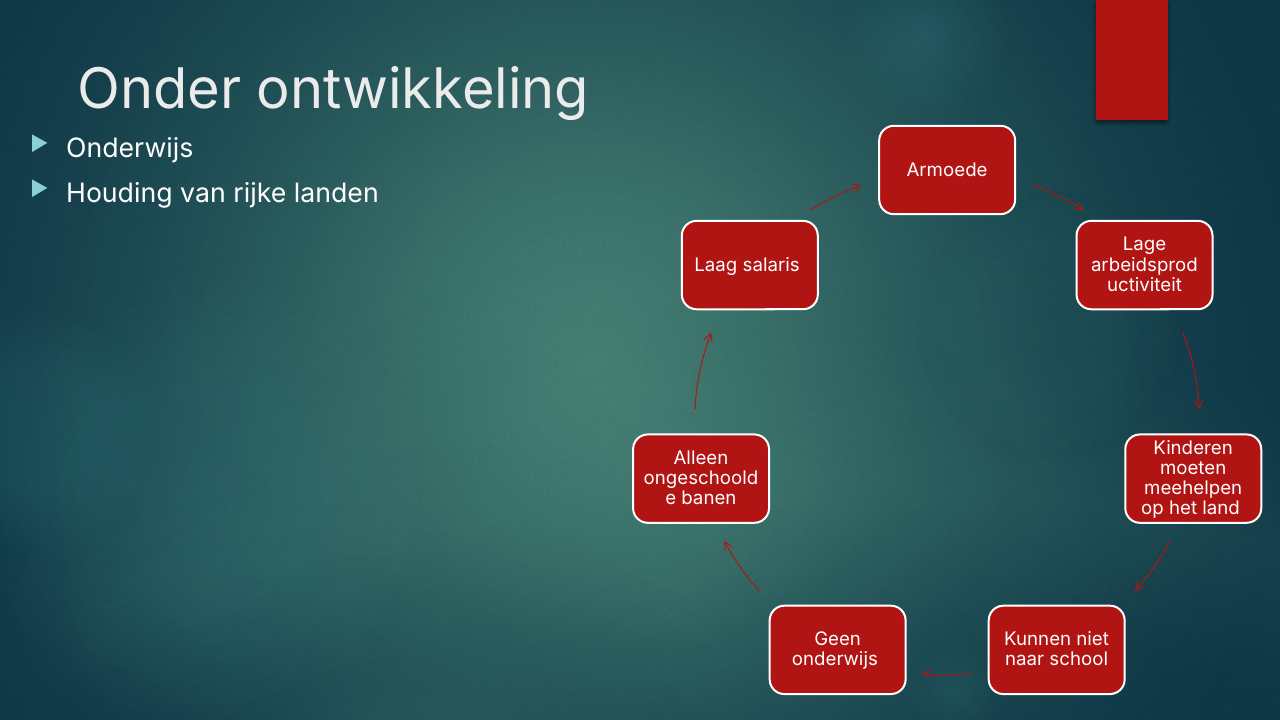 Onder ontwikkeling
Onderwijs
Houding van rijke landen
Armoede
Lage
arbeidsprod
uctiviteit
Kinderen
moeten
meehelpen
op het land
Kunnen niet
naar school
Geen
onderwijs
Alleen
ongeschoold
e banen
Laag salaris